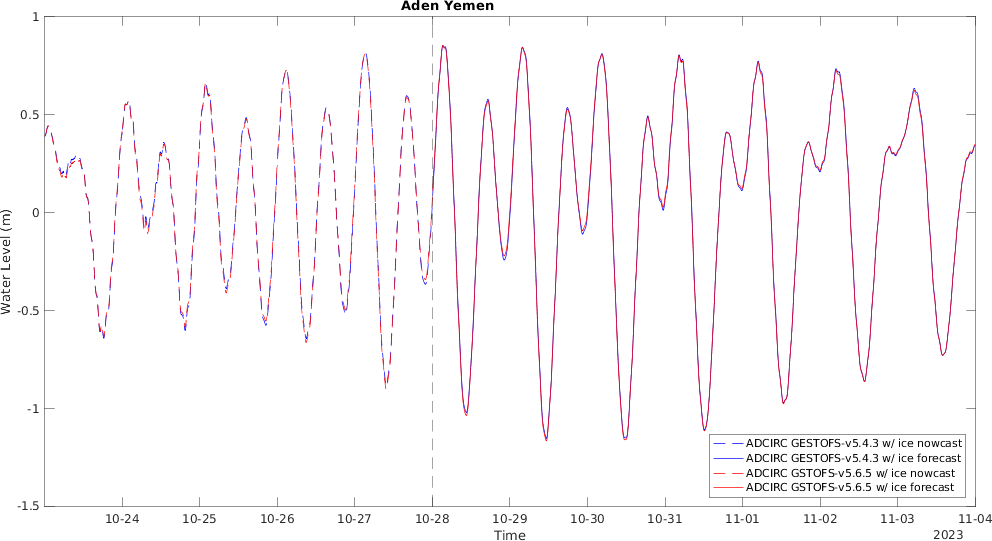 Aden Yemen
1
0.5
0
-0.5
-1
-1.5
Water Level (m)
10-24 10-25 10-26 10-27 10-28 10-29 10-30 10-31 11-01 11-02 11-03 11-04
Time
2023
ADCIRC GESTOFS-v5.4.3 w/ ice nowcast
ADCIRC GESTOFS-v5.4.3 w/ ice forecast
ADCIRC GSTOFS-v5.6.5 w/ ice nowcast
ADCIRC GSTOFS-v5.6.5 w/ ice forecast